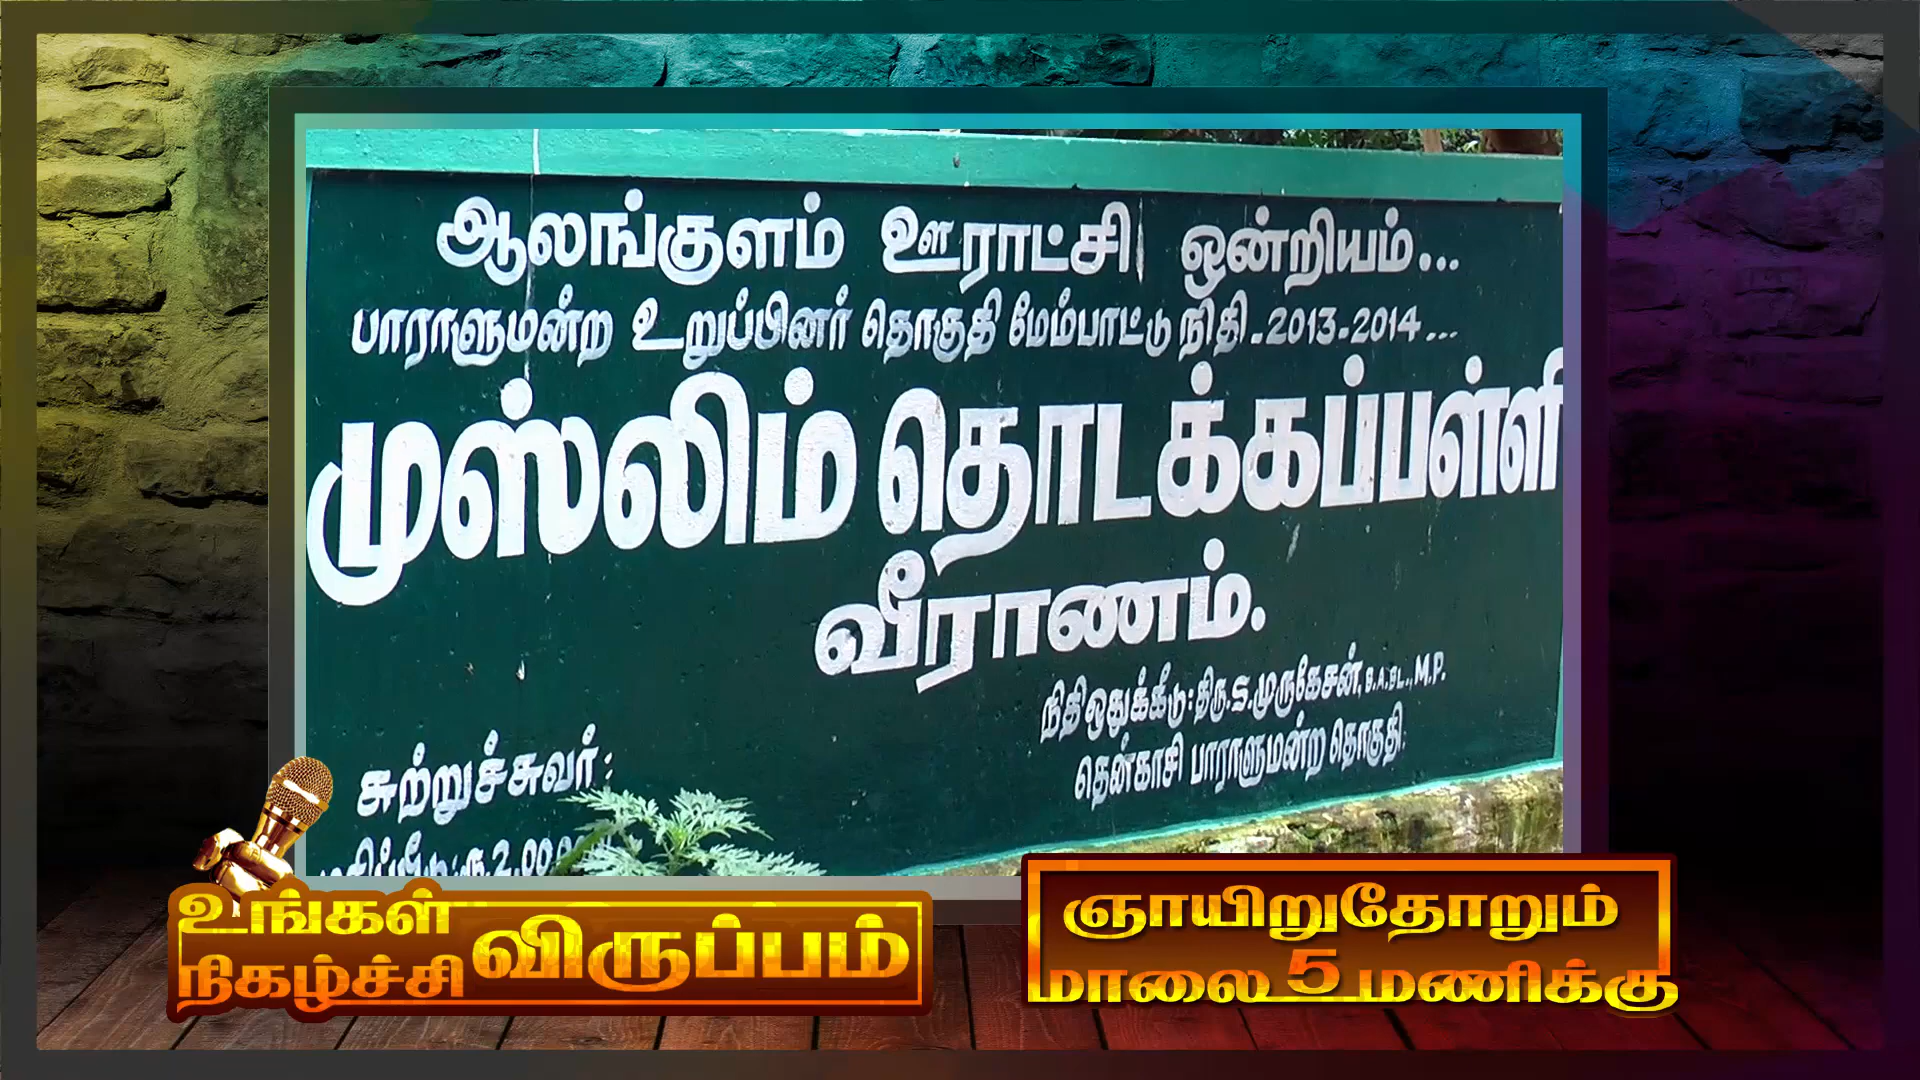 ஆலங்குளம் ஊராட்சி ஒன்றியம்...
பாராளுமன்ற உறுப்பினர் தொகுதி மேம்பாட்டு நிதி - 2013-2014...
முஸ்லிம் தொடக்கப்பள்ளி
வீராணம்.
நிதிஒதுக்கீடு: திரு. S. முருகேசன், B.A.BL., M.P.
தென்காசி பாராளுமன்ற தொகுதி.
சுற்றுச்சுவர்:
உங்கள்
விருப்பம்
நிகழ்ச்சி
ஞாயிறுதோறும்
மாலை 5 மணிக்கு